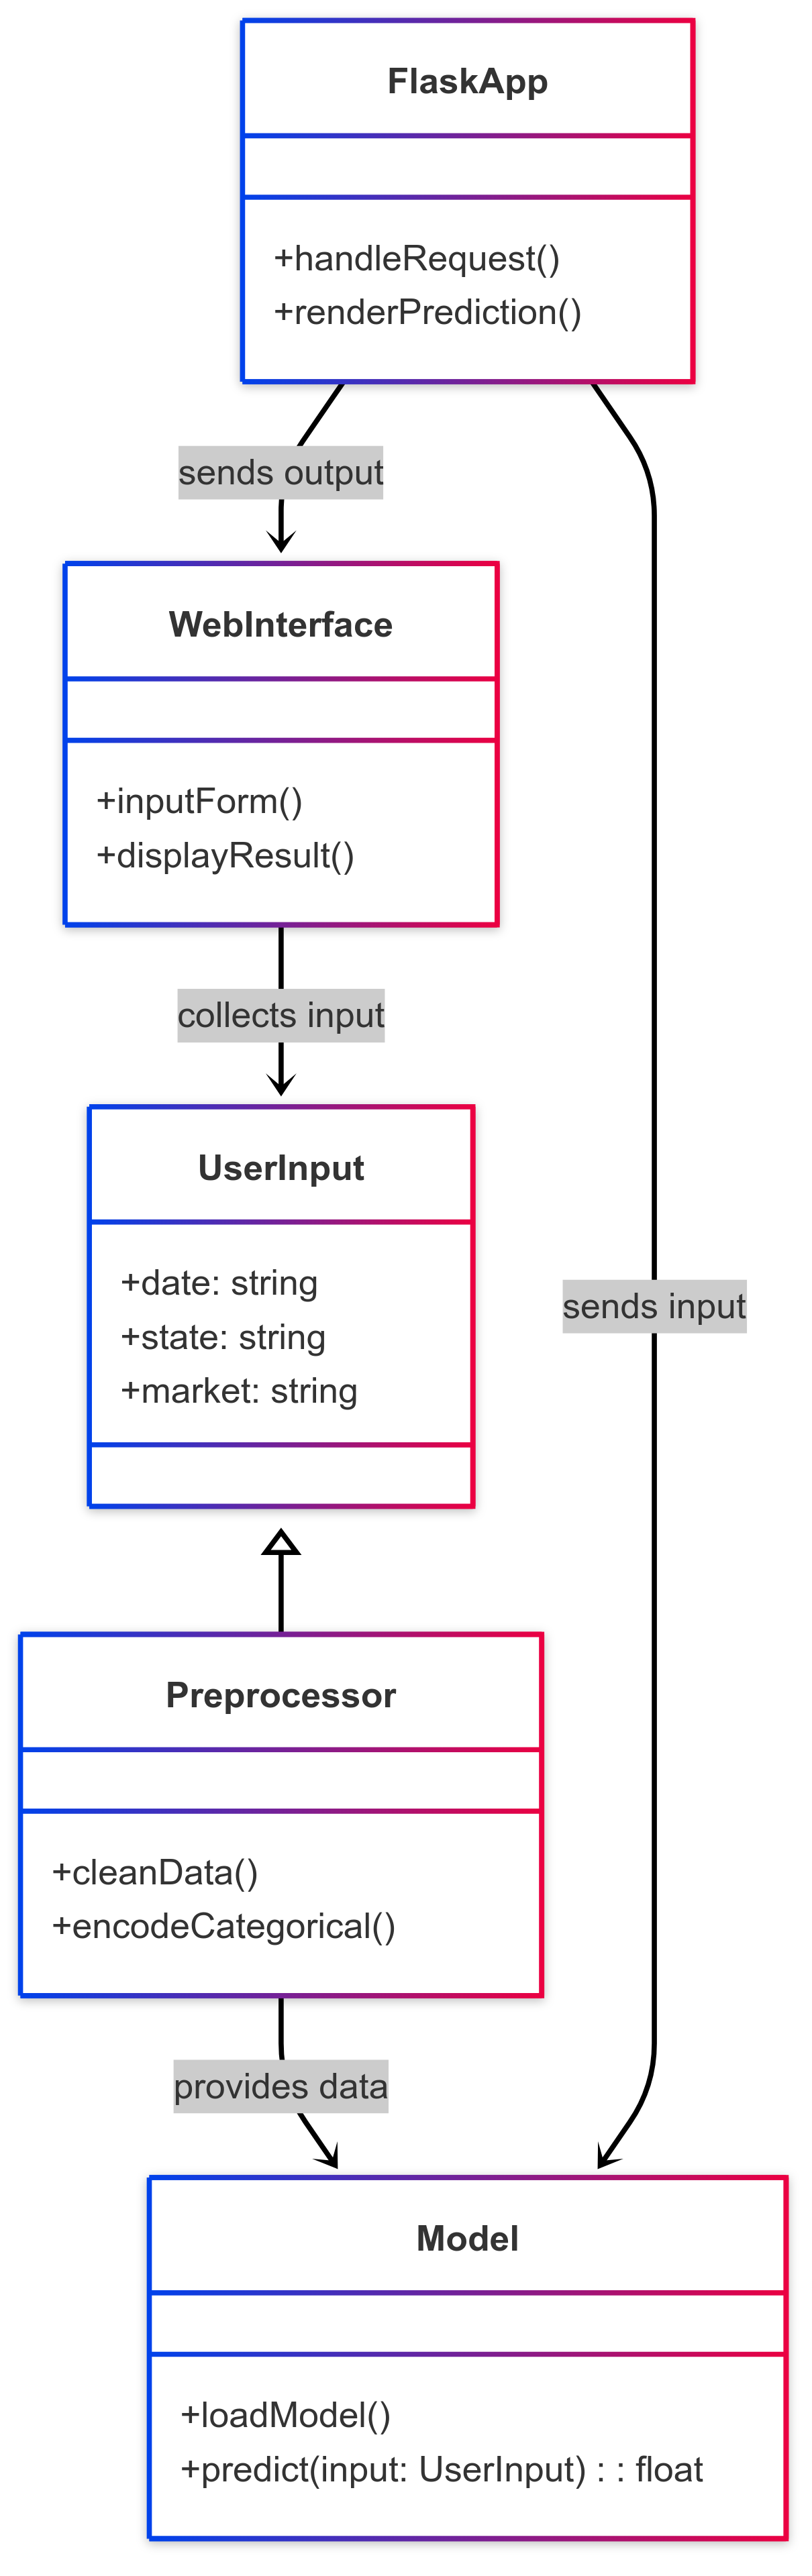 FlaskApp
+handleRequest()
+renderPrediction()
sends output
WebInterface
+inputForm()
+displayResult()
collects input
UserInput
+date: string
+state: string
+market: string
sends input
Preprocessor
+cleanData()
+encodeCategorical()
provides data
Model
+loadModel()
+predict(input: UserInput) : : float